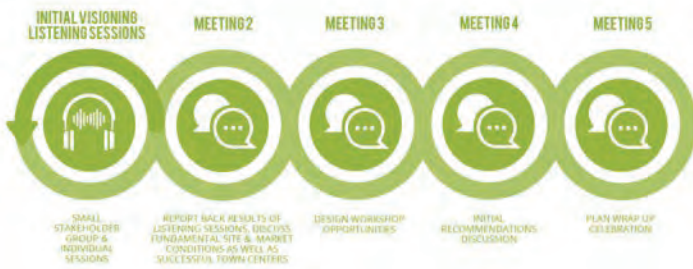 INITIAL VISIONING
LISTENING SESSIONS
MEETING 2
MEETING 3
MEETING 4
MEETING 5
SMALL
STAKEHOLDER
GROUP &
INDIVIDUAL
SESSIONS
REPORT BACK RESULTS OF
LISTENING SESSIONS, DISCUSS
FUNDAMENTAL SITE & MARKET
CONDITIONS AS WELL AS
SUCCESSFUL TOWN CENTERS
DESIGN WORKSHOP
OPPORTUNITIES
INITIAL
RECOMMENDATIONS
DISCUSSION
PLAN WRAP UP
CELEBRATION